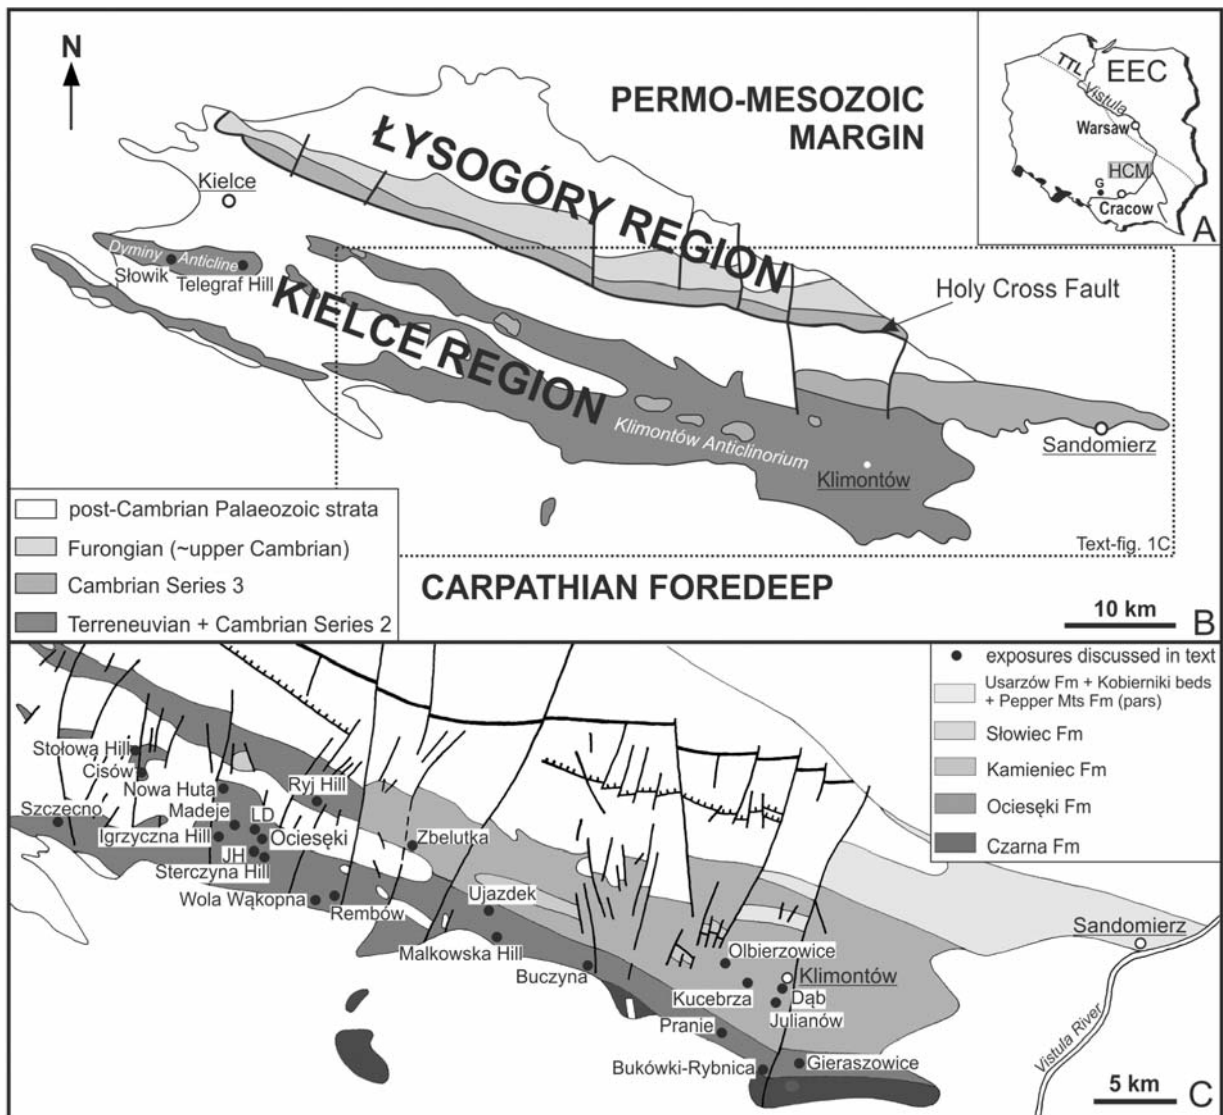 N
PERMO-MESOZOIC
MARGIN
ŁYSOGÓRY REGION
Kielce
Dyminy Anticline
Słowik
Telegraf Hill
KIELCE REGION
Holy Cross Fault
Klimontów Anticlinorium
Klimontów
Sandomierz
Text-fig. 1C
CARPATHIAN FOREDEEP
10 km
B
post-Cambrian Palaeozoic strata
Furongian (~upper Cambrian)
Cambrian Series 3
Terreneuvian + Cambrian Series 2
TTL
EEC
Vistula
Warsaw
HCM
G
Cracow
A
exposures discussed in text
Usarzów Fm + Kobierniki beds
+ Pepper Mts Fm (pars)
Słowiec Fm
Kamieniec Fm
Ociesęki Fm
Czarna Fm
Stołowa Hill
Cisów
Nowa Huta
Ryj Hill
Szczecno
Madeje
LD
Igrzyczna Hill
Ociesęki
Zbelutka
JH
Sterczyna Hill
Wola Wąkopna
Rembów
Ujazdek
Malkowska Hill
Buczyna
Olbierzowice
Klimontów
Kucebrza
Dąb
Julianów
Pranie
Bukówki-Rybnica
Gieraszowice
Sandomierz
Vistula River
5 km
C